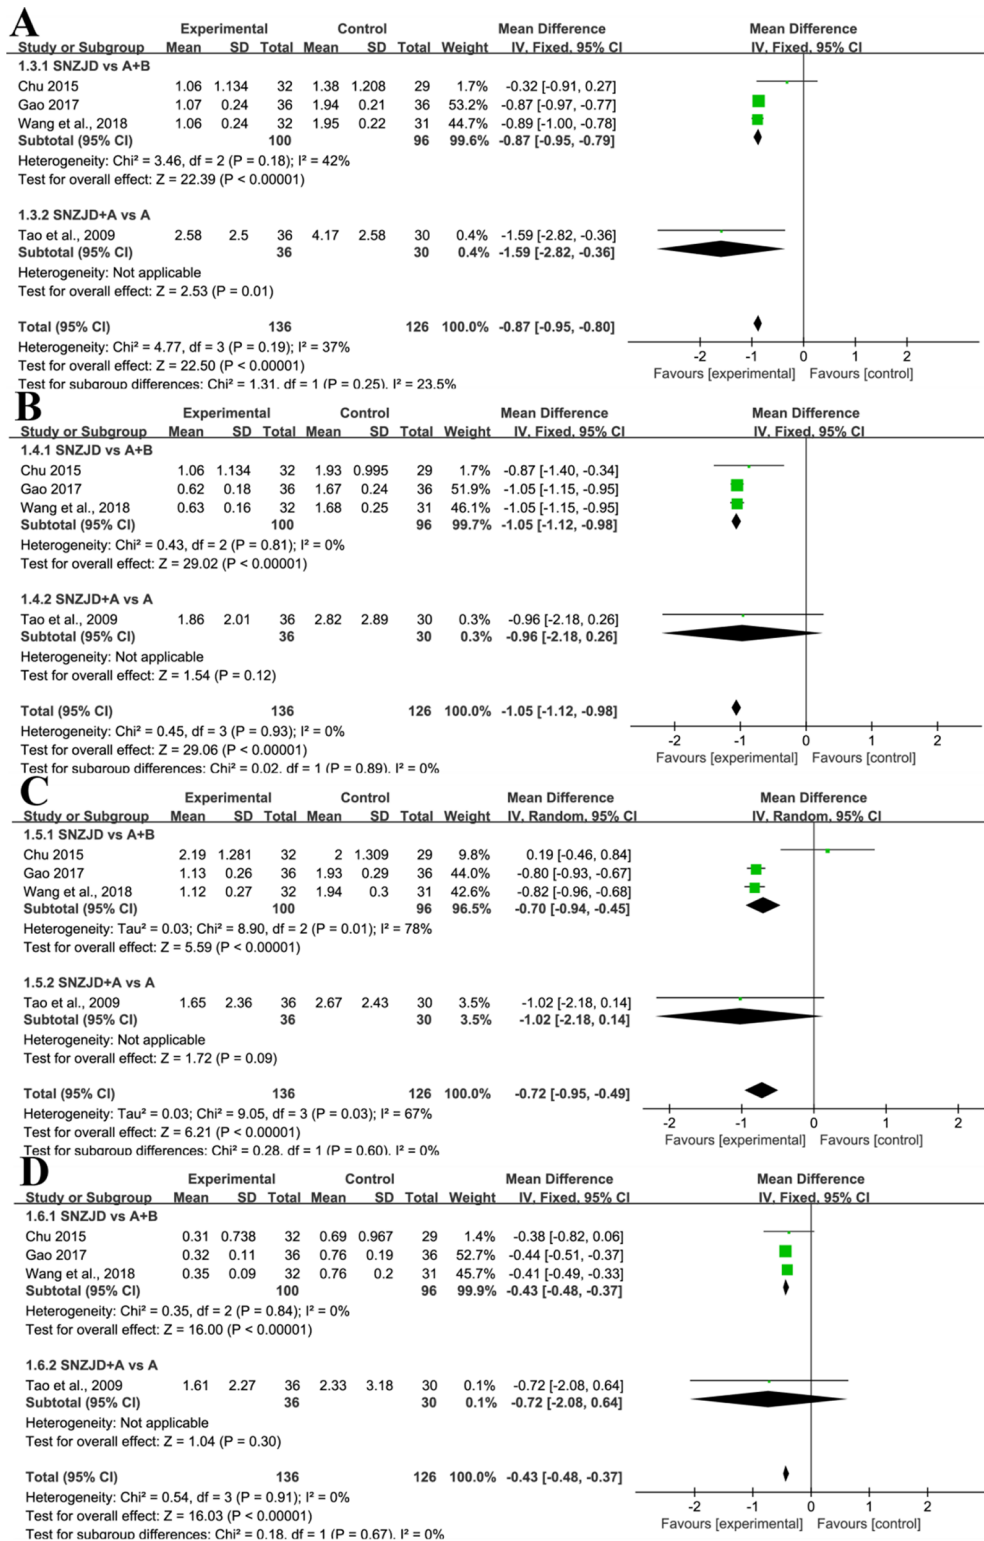 A
Experimental Control Mean Difference Mean Difference
Study or Subgroup Mean SD Total Mean SD Total Weight IV, Fixed, 95% CI IV, Fixed, 95% CI
1.3.1 SNZJD vs A+B
Chu 2015 1.06 1.134 32 1.38 1.208 29 1.7% -0.32 [-0.91, 0.27]
Gao 2017 1.07 0.24 36 1.94 0.21 36 53.2% -0.87 [-0.97, -0.77]
Wang et al., 2018 1.06 0.24 32 1.95 0.22 31 44.7% -0.89 [-1.00, -0.78]
Subtotal (95% CI) 100 96 99.6% -0.87 [-0.95, -0.79]
Heterogeneity: Chi² = 3.46, df = 2 (P = 0.18); I² = 42%
Test for overall effect: Z = 22.39 (P < 0.00001)
1.3.2 SNZJD+A vs A
Tao et al., 2009 2.58 2.5 36 4.17 2.58 30 0.4% -1.59 [-2.82, -0.36]
Subtotal (95% CI) 36 30 0.4% -1.59 [-2.82, -0.36]
Heterogeneity: Not applicable
Test for overall effect: Z = 2.53 (P = 0.01)
Total (95% CI) 136 126 100.0% -0.87 [-0.95, -0.80]
Heterogeneity: Chi² = 4.77, df = 3 (P = 0.19); I² = 37%
Test for overall effect: Z = 22.50 (P < 0.00001)
Test for subgroup differences: Chi² = 1.31, df = 1 (P = 0.25), I² = 23.5%
-2 -1 0 1 2
Favours [experimental] Favours [control]
B
Experimental Control Mean Difference Mean Difference
Study or Subgroup Mean SD Total Mean SD Total Weight IV, Fixed, 95% CI IV, Fixed, 95% CI
1.4.1 SNZJD vs A+B
Chu 2015 1.06 1.134 32 1.93 0.995 29 1.7% -0.87 [-1.40, -0.34]
Gao 2017 0.62 0.18 36 1.67 0.24 36 51.9% -1.05 [-1.15, -0.95]
Wang et al., 2018 0.63 0.16 32 1.68 0.25 31 46.1% -1.05 [-1.15, -0.95]
Subtotal (95% CI) 100 96 99.7% -1.05 [-1.12, -0.98]
Heterogeneity: Chi² = 0.43, df = 2 (P = 0.81); I² = 0%
Test for overall effect: Z = 29.02 (P < 0.00001)
1.4.2 SNZJD+A vs A
Tao et al., 2009 1.86 2.01 36 2.82 2.89 30 0.3% -0.96 [-2.18, 0.26]
Subtotal (95% CI) 36 30 0.3% -0.96 [-2.18, 0.26]
Heterogeneity: Not applicable
Test for overall effect: Z = 1.54 (P = 0.12)
Total (95% CI) 136 126 100.0% -1.05 [-1.12, -0.98]
Heterogeneity: Chi² = 0.45, df = 3 (P = 0.93); I² = 0%
Test for overall effect: Z = 29.06 (P < 0.00001)
Test for subgroup differences: Chi² = 0.02, df = 1 (P = 0.89), I² = 0%
-2 -1 0 1 2
Favours [experimental] Favours [control]
C
Experimental Control Mean Difference Mean Difference
Study or Subgroup Mean SD Total Mean SD Total Weight IV, Random, 95% CI IV, Random, 95% CI
1.5.1 SNZJD vs A+B
Chu 2015 2.19 1.281 32 2 1.309 29 9.8% 0.19 [-0.46, 0.84]
Gao 2017 1.13 0.26 36 1.93 0.29 36 44.0% -0.80 [-0.93, -0.67]
Wang et al., 2018 1.12 0.27 32 1.94 0.3 31 42.6% -0.82 [-0.96, -0.68]
Subtotal (95% CI) 100 96 96.5% -0.70 [-0.94, -0.45]
Heterogeneity: Tau² = 0.03; Chi² = 8.90, df = 2 (P = 0.01); I² = 78%
Test for overall effect: Z = 5.59 (P < 0.00001)
1.5.2 SNZJD+A vs A
Tao et al., 2009 1.65 2.36 36 2.67 2.43 30 3.5% -1.02 [-2.18, 0.14]
Subtotal (95% CI) 36 30 3.5% -1.02 [-2.18, 0.14]
Heterogeneity: Not applicable
Test for overall effect: Z = 1.72 (P = 0.09)
Total (95% CI) 136 126 100.0% -0.72 [-0.95, -0.49]
Heterogeneity: Tau² = 0.03; Chi² = 9.05, df = 3 (P = 0.03); I² = 67%
Test for overall effect: Z = 6.21 (P < 0.00001)
Test for subgroup differences: Chi² = 0.28, df = 1 (P = 0.60), I² = 0%
-2 -1 0 1 2
Favours [experimental] Favours [control]
D
Experimental Control Mean Difference Mean Difference
Study or Subgroup Mean SD Total Mean SD Total Weight IV, Fixed, 95% CI IV, Fixed, 95% CI
1.6.1 SNZJD vs A+B
Chu 2015 0.31 0.738 32 0.69 0.967 29 1.4% -0.38 [-0.82, 0.06]
Gao 2017 0.32 0.11 36 0.76 0.19 36 52.7% -0.44 [-0.51, -0.37]
Wang et al., 2018 0.35 0.09 32 0.76 0.2 31 45.7% -0.41 [-0.49, -0.33]
Subtotal (95% CI) 100 96 99.9% -0.43 [-0.48, -0.37]
Heterogeneity: Chi² = 0.35, df = 2 (P = 0.84); I² = 0%
Test for overall effect: Z = 16.00 (P < 0.00001)
1.6.2 SNZJD+A vs A
Tao et al., 2009 1.61 2.27 36 2.33 3.18 30 0.1% -0.72 [-2.08, 0.64]
Subtotal (95% CI) 36 30 0.1% -0.72 [-2.08, 0.64]
Heterogeneity: Not applicable
Test for overall effect: Z = 1.04 (P = 0.30)
Total (95% CI) 136 126 100.0% -0.43 [-0.48, -0.37]
Heterogeneity: Chi² = 0.54, df = 3 (P = 0.91); I² = 0%
Test for overall effect: Z = 16.03 (P < 0.00001)
Test for subgroup differences: Chi² = 0.18, df = 1 (P = 0.67), I² = 0%
-2 -1 0 1 2
Favours [experimental] Favours [control]